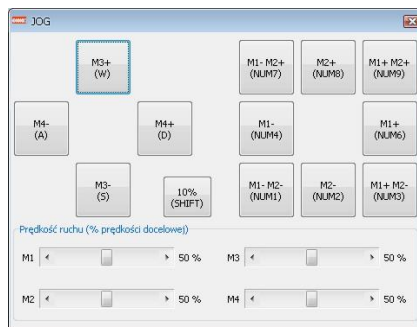 JOG
M3+
(W)
M1- M2+
(NUM7)
M2+
(NUM8)
M1+ M2+
(NUM9)
M4-
(A)
M4+
(D)
M1-
(NUM4)
M1+
(NUM6)
M3-
(S)
10%
(SHIFT)
M1- M2-
(NUM1)
M2-
(NUM2)
M1+ M2-
(NUM3)
Prędkość ruchu (% prędkości docelowej)
M1 50 % M3 50 %
M2 50 % M4 50 %